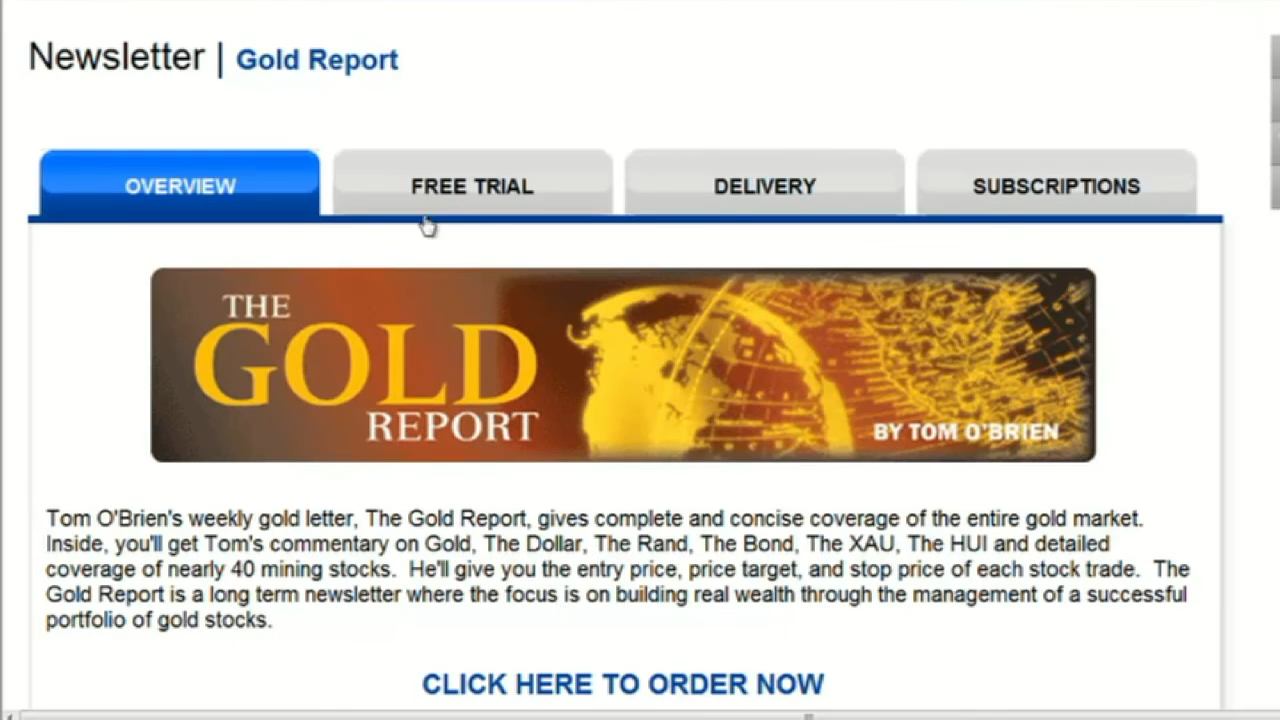 Newsletter | Gold Report
OVERVIEW FREE TRIAL DELIVERY SUBSCRIPTIONS
THE
GOLD
REPORT
BY TOM O'BRIEN
Tom O'Brien's weekly gold letter, The Gold Report, gives complete and concise coverage of the entire gold market.
Inside, you'll get Tom's commentary on Gold, The Dollar, The Rand, The Bond, The XAU, The HUI and detailed
coverage of nearly 40 mining stocks.  He'll give you the entry price, price target, and stop price of each stock trade.  The
Gold Report is a long term newsletter where the focus is on building real wealth through the management of a successful
portfolio of gold stocks.
CLICK HERE TO ORDER NOW